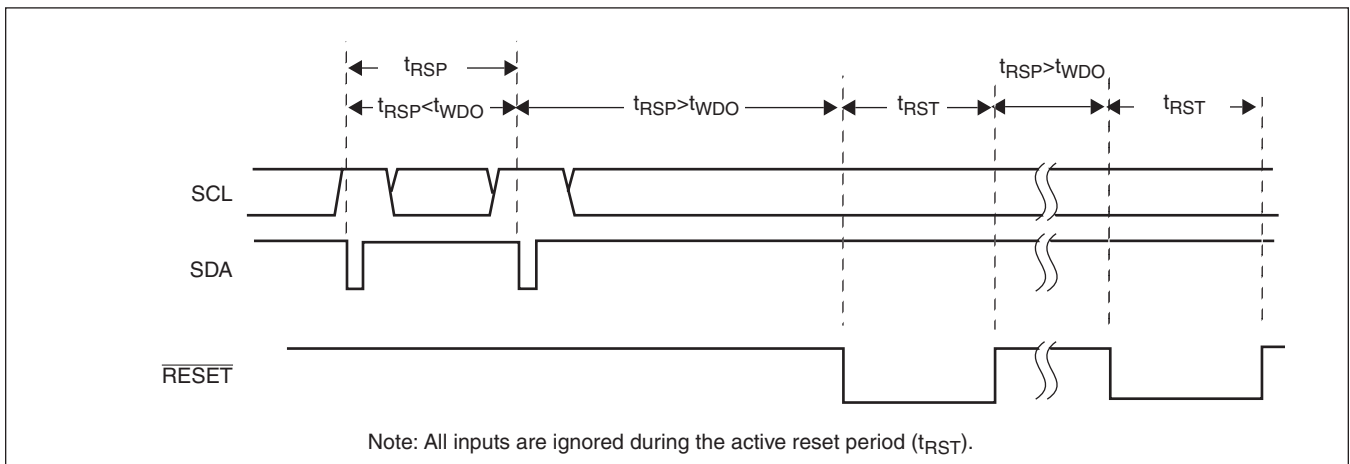 tRSP
tRSP<tWDO
tRSP>tWDO
tRST
tRSP>tWDO
tRST
SCL
SDA
RESET
Note: All inputs are ignored during the active reset period (tRST).